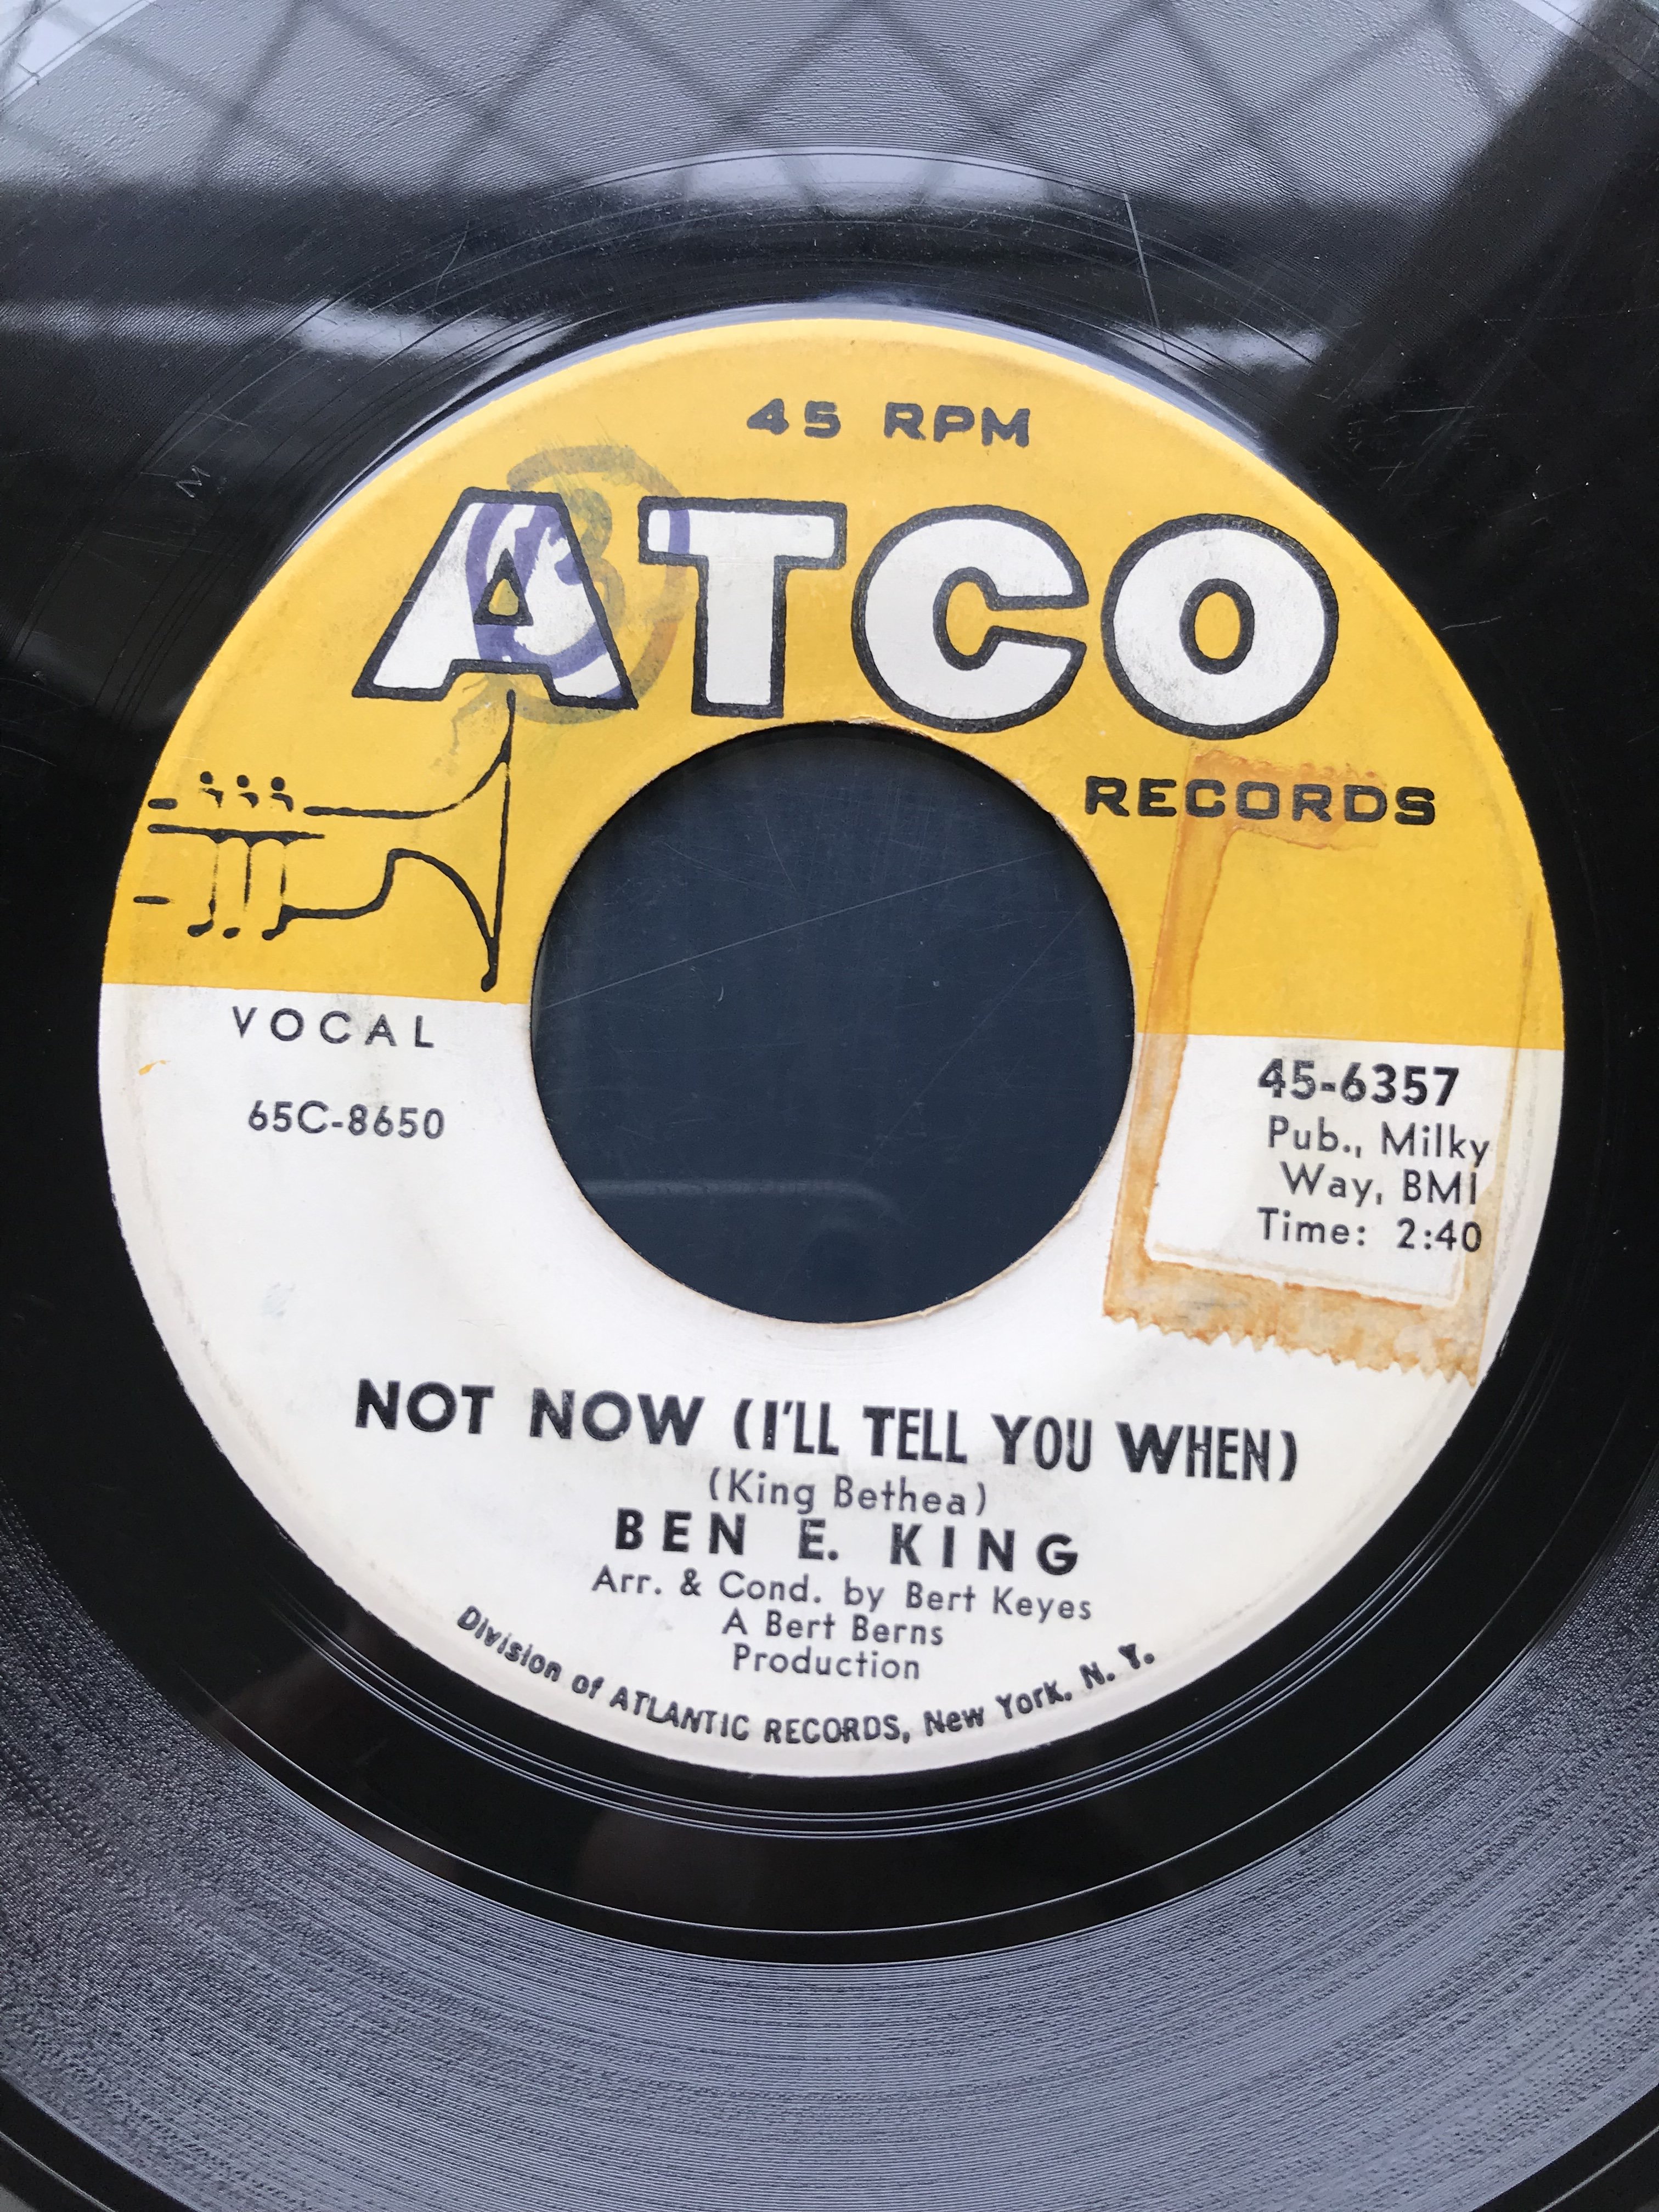 45 RPM
ATCO
RECORDS
VOCAL
65C-8650
45-6357
Pub., Milky
Way, BMI
Time: 2:40
NOT NOW (I'LL TELL YOU WHEN)
(King Bethea)
BEN E. KING
Arr. & Cond. by Bert Keyes
A Bert Berns
Production
Division of ATLANTIC RECORDS, New York, N. Y.